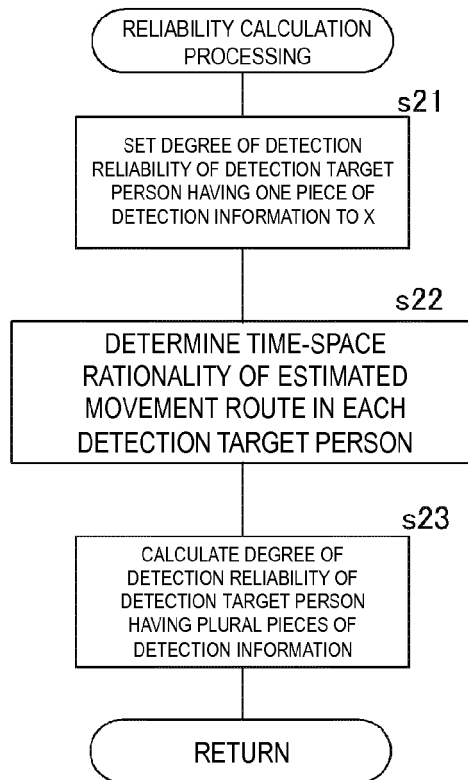 RELIABILITY CALCULATION
PROCESSING
s21
SET DEGREE OF DETECTION
RELIABILITY OF DETECTION TARGET
PERSON HAVING ONE PIECE OF
DETECTION INFORMATION TO X
s22
DETERMINE TIME-SPACE
RATIONALITY OF ESTIMATED
MOVEMENT ROUTE IN EACH
DETECTION TARGET PERSON
s23
CALCULATE DEGREE OF
DETECTION RELIABILITY OF
DETECTION TARGET PERSON
HAVING PLURAL PIECES OF
DETECTION INFORMATION
RETURN